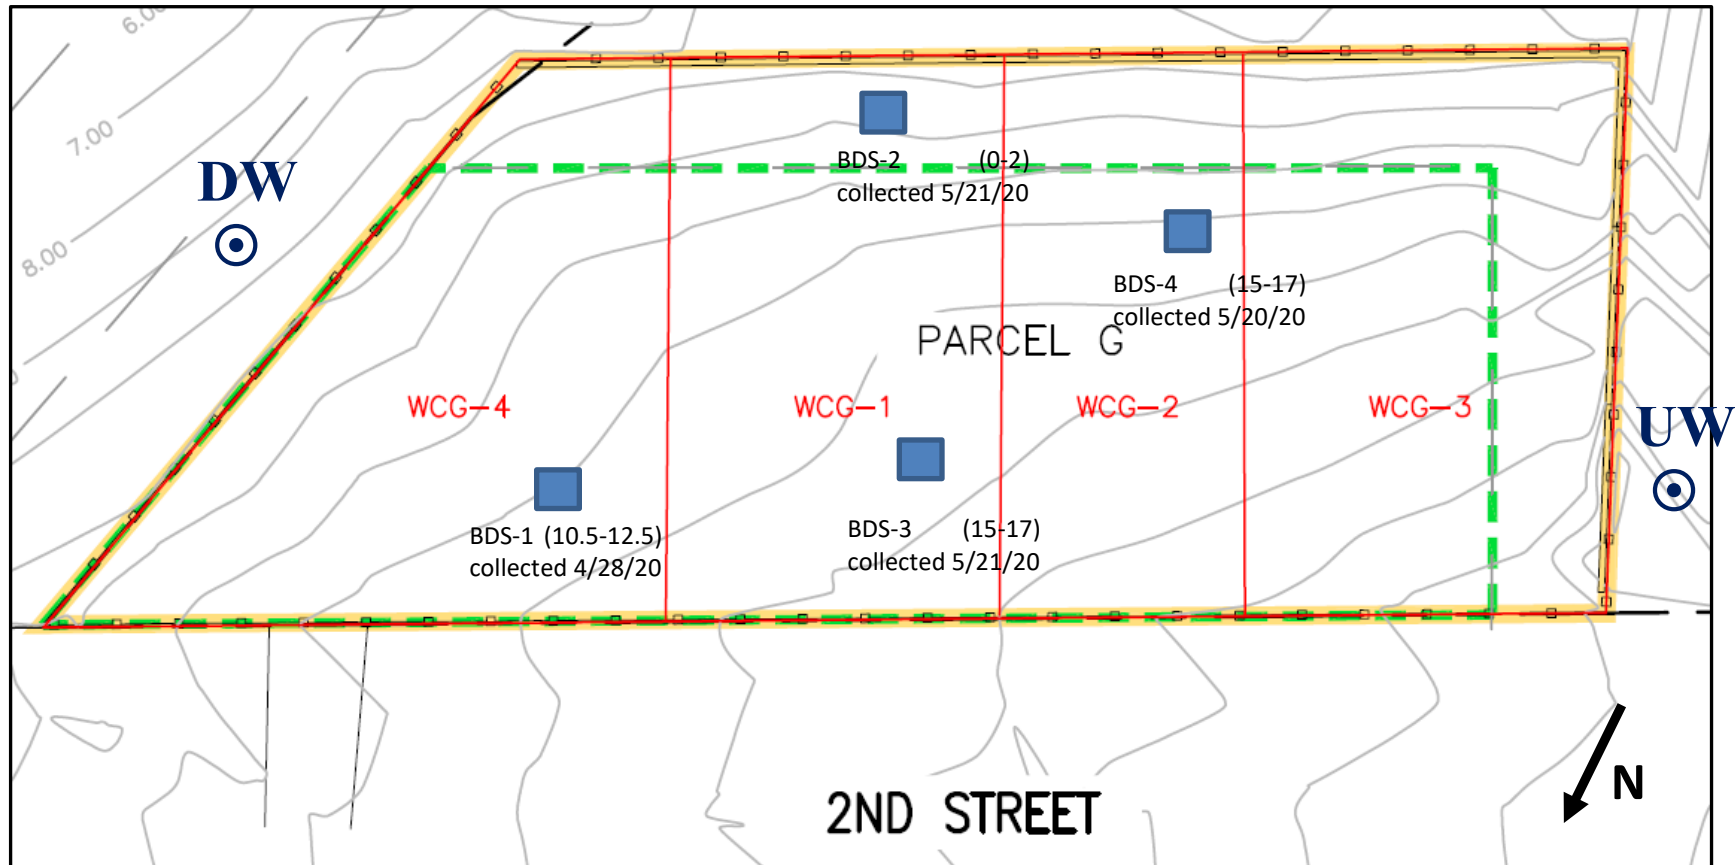 6.00
7.00
8.00
DW
BDS-2 (0-2)
collected 5/21/20
BDS-4 (15-17)
collected 5/20/20
PARCEL G
WCG-4
WCG-1
WCG-2
WCG-3
UW
BDS-1 (10.5-12.5)
collected 4/28/20
BDS-3 (15-17)
collected 5/21/20
2ND STREET
N